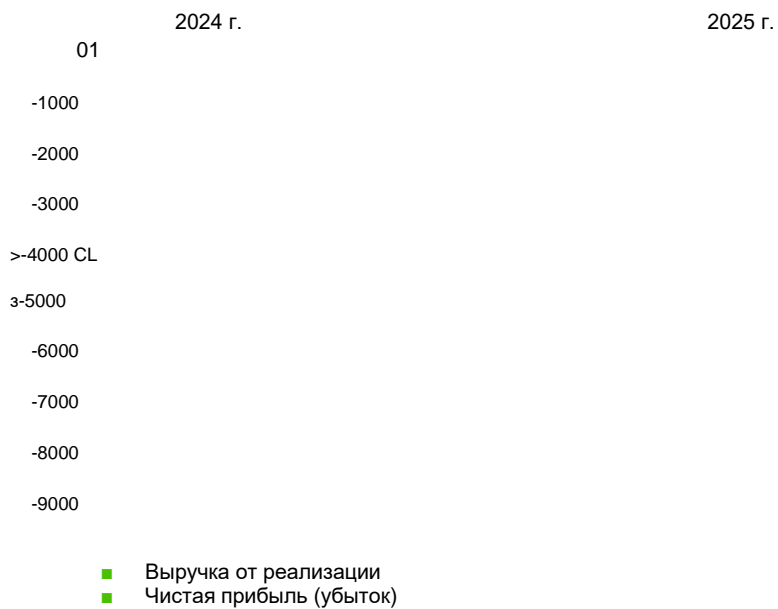 2024 г. 2025 г.
01
-1000
-2000
-3000
>-4000 CL
з-5000
-6000
-7000
-8000
-9000
Выручка от реализации
Чистая прибыль (убыток)